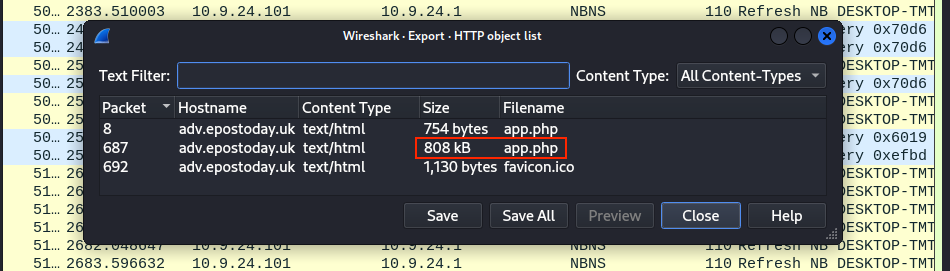 50… 2383.510003 10.9.24.101 10.9.24.1 NBNS 110 Refresh NB DESKTOP-TMT
50… 24
ery 0x70d6
50… 24
ery 0x70d6
50… 25
DESKTOP-TMT
50… 25
ery 0x70d6
50… 25
DESKTOP-TMT
50… 25
DESKTOP-TMT
50… 25
ery 0x6019
50… 25
ery 0xefbd
51… 25
DESKTOP-TMT
51…
DESKTOP-TMT
51…
DESKTOP-TMT
51…
DESKTOP-TMT
51… 2682.048647 10.9.24.101 10.9.24.1 NBNS 110 Refresh NB DESKTOP-TMT
51… 2683.596632 10.9.24.101 10.9.24.1 NBNS 110 Refresh NB DESKTOP-TMT
Wireshark · Export · HTTP object list
Text Filter: Content Type: All Content-Types
Packet Hostname Content Type Size Filename
8 adv.epostoday.uk text/html 754 bytes app.php
687 adv.epostoday.uk text/html 808 kB app.php
692 adv.epostoday.uk text/html 1,130 bytes favicon.ico
Save Save All Preview Close Help